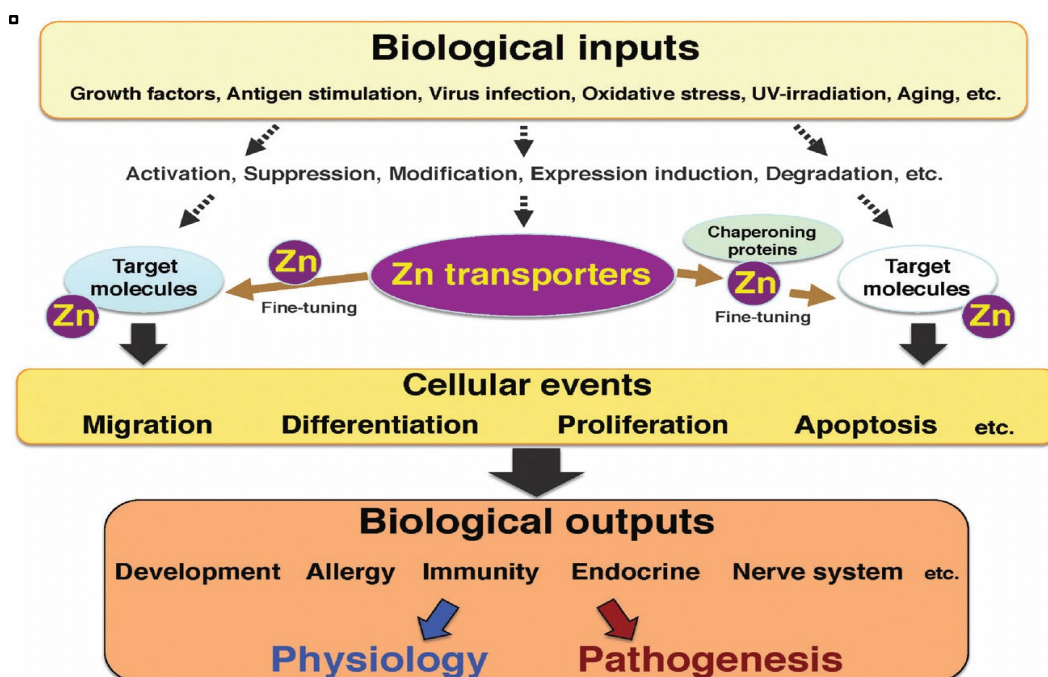 Biological inputs
Growth factors, Antigen stimulation, Virus infection, Oxidative stress, UV-irradiation, Aging, etc.
Activation, Suppression, Modification, Expression induction, Degradation, etc.
Target
molecules
Zn
Zn
Fine-tuning
Zn transporters
Chaperoning
proteins
Zn
Fine-tuning
Target
molecules
Zn
Cellular events
Migration Differentiation Proliferation Apoptosis etc.
Biological outputs
Development Allergy Immunity Endocrine Nerve system etc.
Physiology Pathogenesis